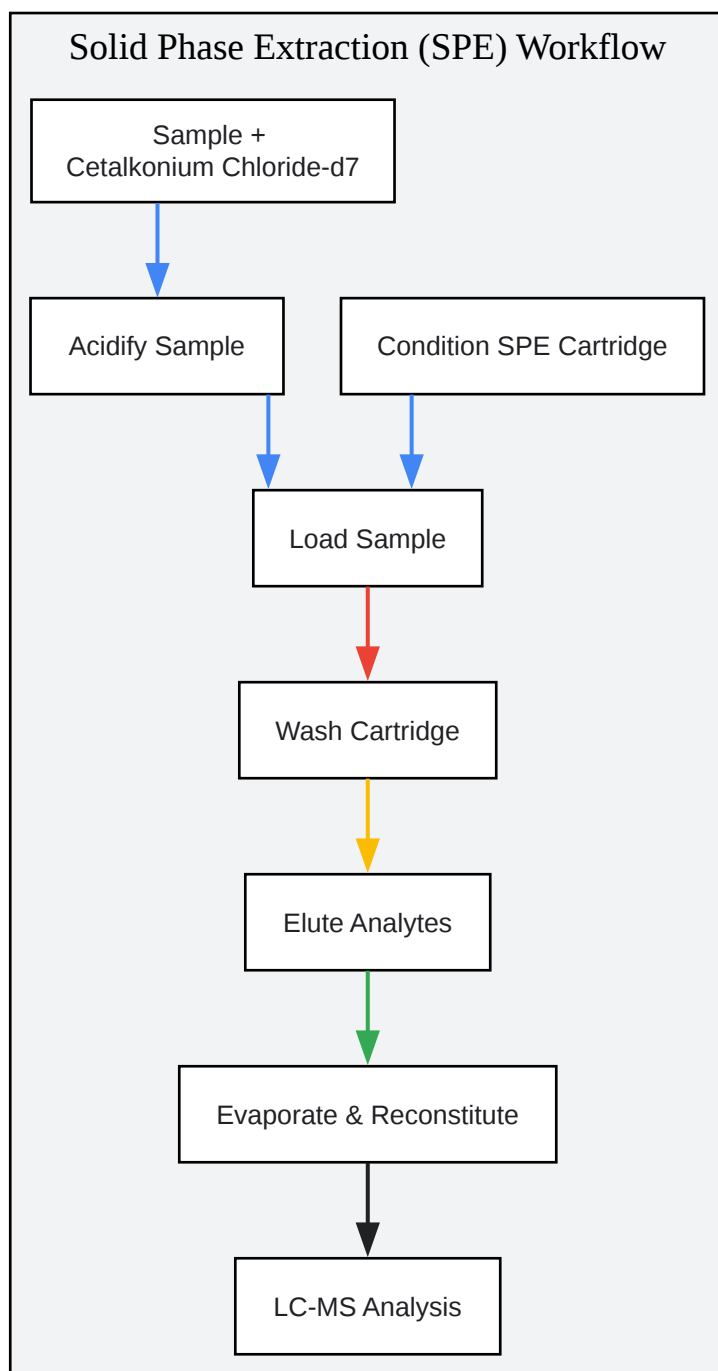 Solid Phase Extraction (SPE) Workflow
Sample +
Cetalkonium Chloride-d7
Acidify Sample
Condition SPE Cartridge
Load Sample
Wash Cartridge
Elute Analytes
Evaporate & Reconstitute
LC-MS Analysis